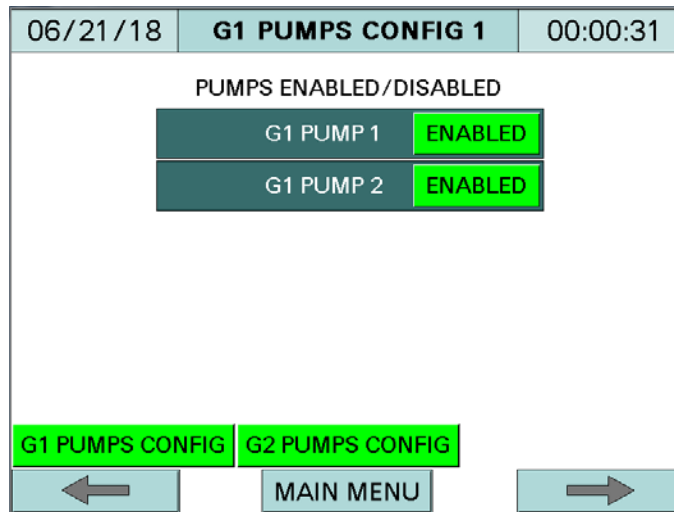 06/21/18 G1 PUMPS CONFIG 1 00:00:31
PUMPS ENABLED/DISABLED
G1 PUMP 1 ENABLED
G1 PUMP 2 ENABLED
G1 PUMPS CONFIG G2 PUMPS CONFIG
MAIN MENU